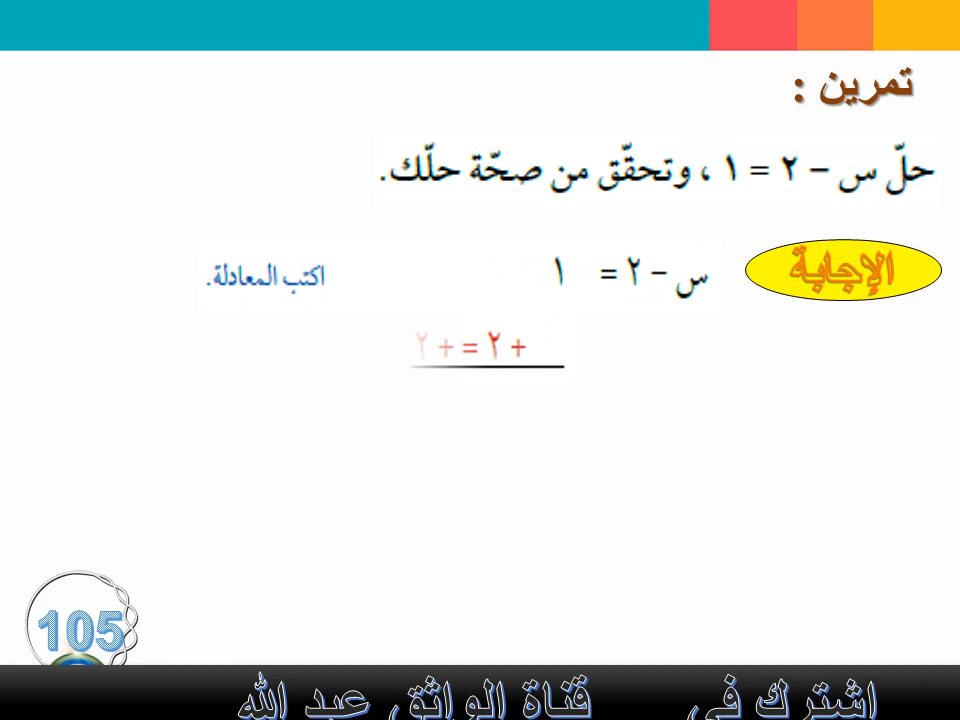 تمرين :
حلّ س – ٢ = ١ ، وتحقّق من صحّة حلّك.
الإجابة
س – ٢ = ١ اكتب المعادلة.
+ ٢ = + ٢
105
اشترك في قناة الواثق عبد الله